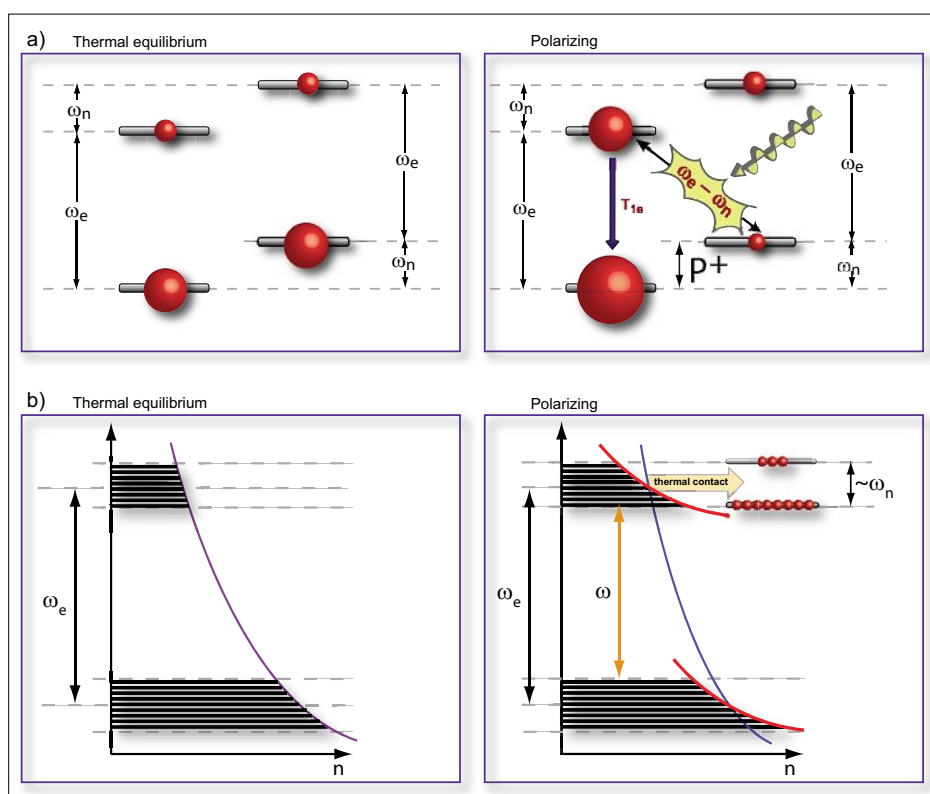 a) Thermal equilibrium
Polarizing
ωn
ωe
ωe
ωn
ωn
ωe
T1e
ωe – ωn
P+
ωe
ωn
b) Thermal equilibrium
Polarizing
ωe
n
thermal contact
~ωn
ωe
ω
n